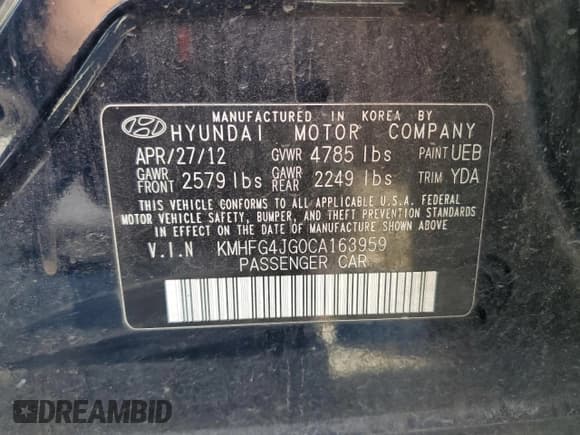 MANUFACTURED IN KOREA BY
HYUNDAI MOTOR COMPANY
APR/27/12 GVWR 4785 lbs PAINT UEB
GAWR FRONT 2579 lbs GAWR REAR 2249 lbs TRIM YDA
THIS VEHICLE CONFORMS TO ALL APPLICABLE U.S.A. FEDERAL
MOTOR VEHICLE SAFETY, BUMPER, AND THEFT PREVENTION STANDARDS
IN EFFECT ON THE DATE OF MANUFACTURE SHOWN ABOVE.
V.I.N KMHFG4JG0CA163959
PASSENGER CAR
DREAMBID